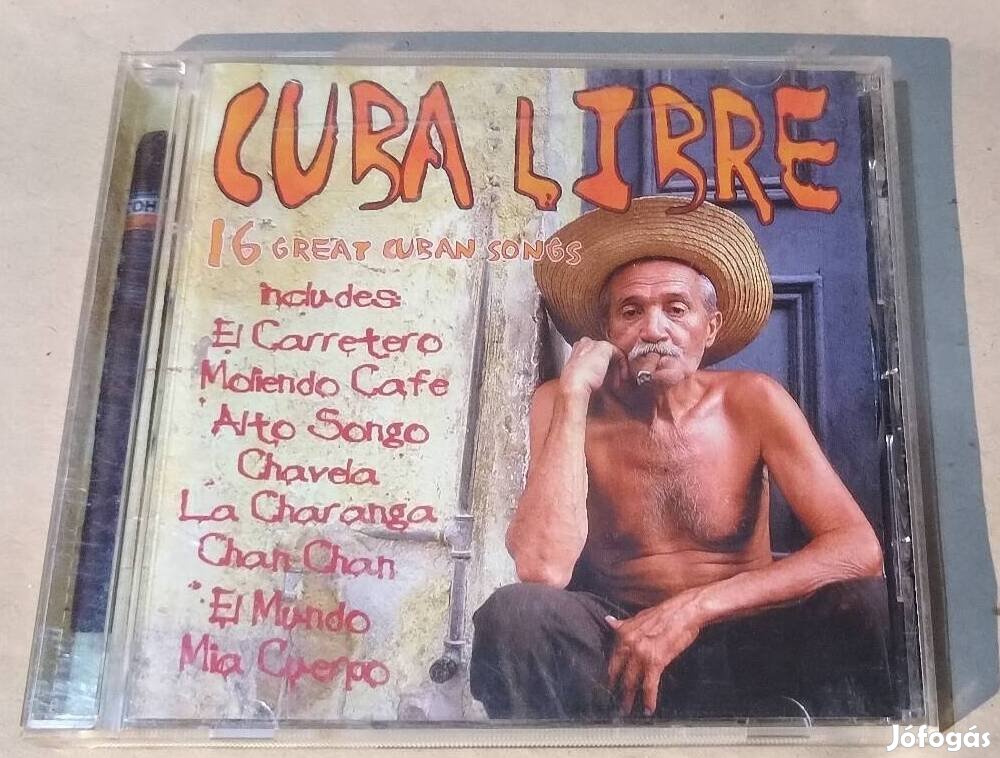 CUBA LIBRE
16 GREAT CUBAN SONGS
includes:
El Carretero
Moliendo Cafe
Alto Songo
Chavela
La Charanga
Chan Chan
El Mundo
Mia Cuerpo
Jófogás